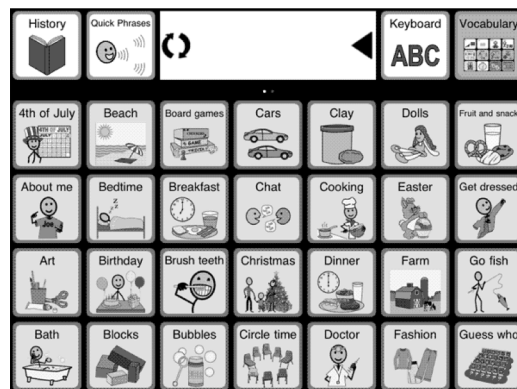 History
Quick Phrases
Keyboard
ABC
Vocabulary
4th of July
Beach
Board games
Cars
Clay
Dolls
Fruit and snack
About me
Bedtime
Breakfast
Chat
Cooking
Easter
Get dressed
Art
Birthday
Brush teeth
Christmas
Dinner
Farm
Go fish
Bath
Blocks
Bubbles
Circle time
Doctor
Fashion
Guess who